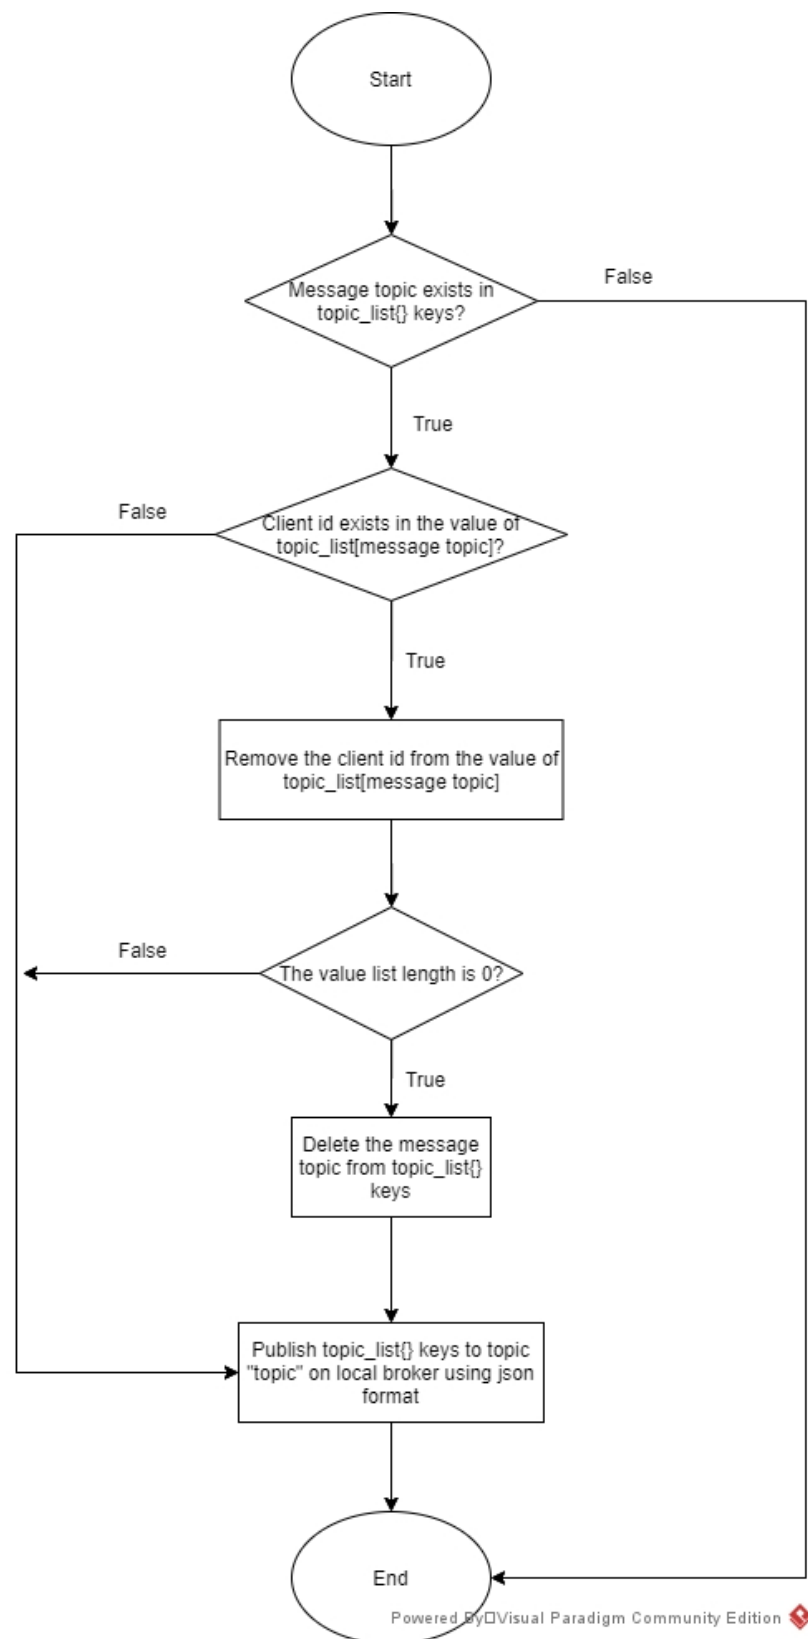 Start
Message topic exists in
topic_list{} keys?
False
True
False
Client id exists in the value of
topic_list[message topic]?
True
Remove the client id from the value of
topic_list[message topic]
False
The value list length is 0?
True
Delete the message
topic from topic_list{}
keys
Publish topic_list{} keys to topic
"topic" on local broker using json
format
End
Powered By□Visual Paradigm Community Edition